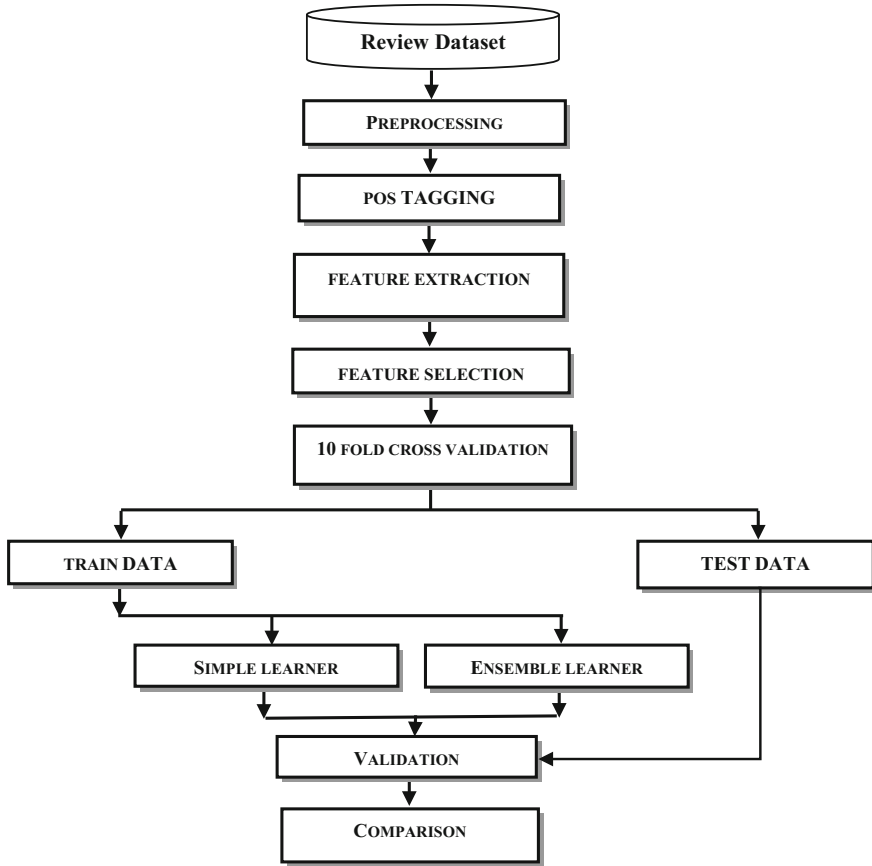 Review Dataset
PREPROCESSING
POS TAGGING
FEATURE EXTRACTION
FEATURE SELECTION
10 FOLD CROSS VALIDATION
TRAIN DATA
TEST DATA
SIMPLE LEARNER
ENSEMBLE LEARNER
VALIDATION
COMPARISON